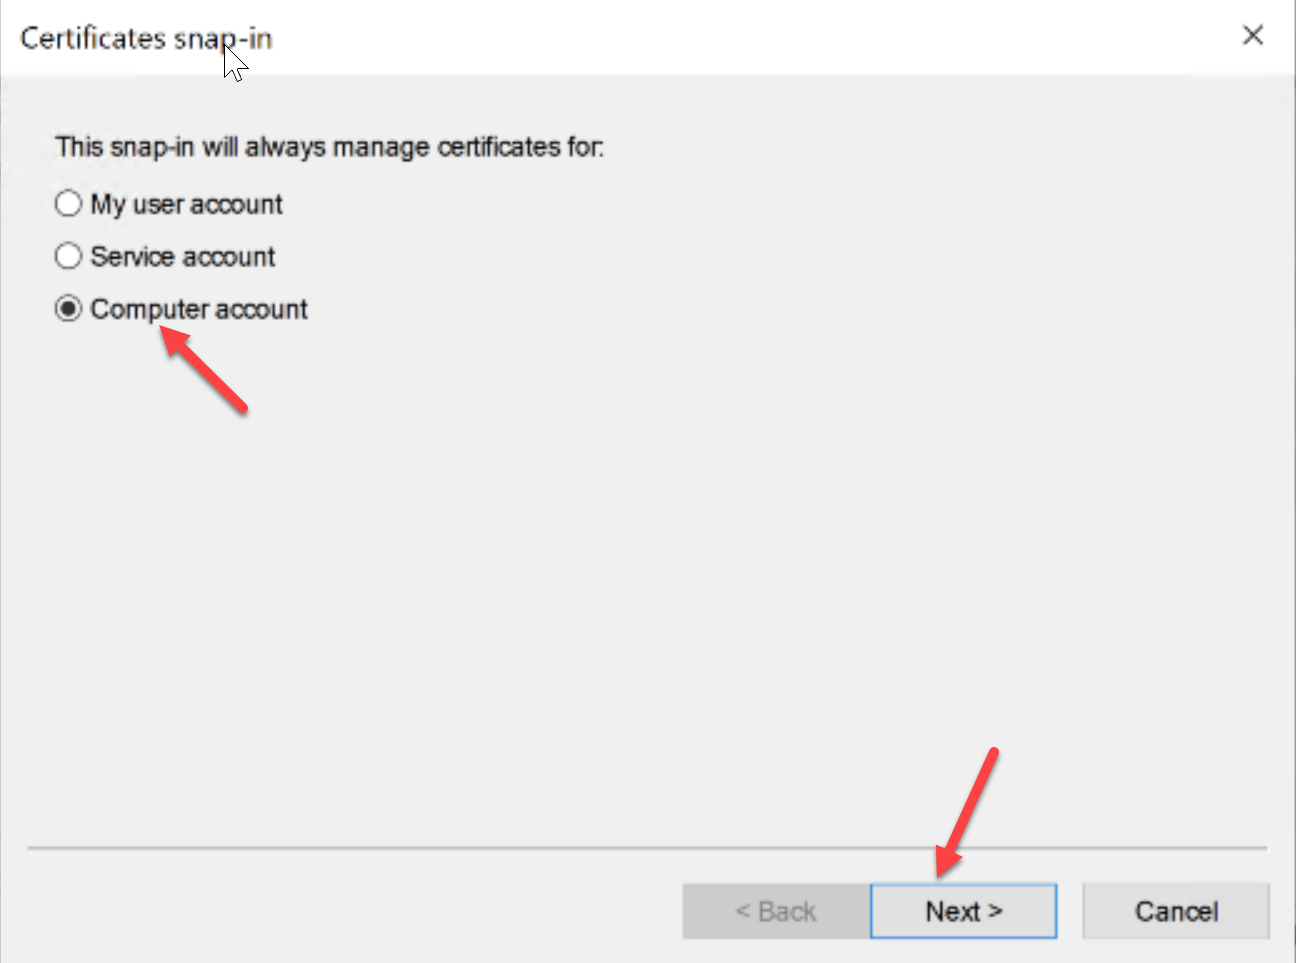 Certificates snap-in
This snap-in will always manage certificates for:
My user account
Service account
Computer account
< Back
Next >
Cancel